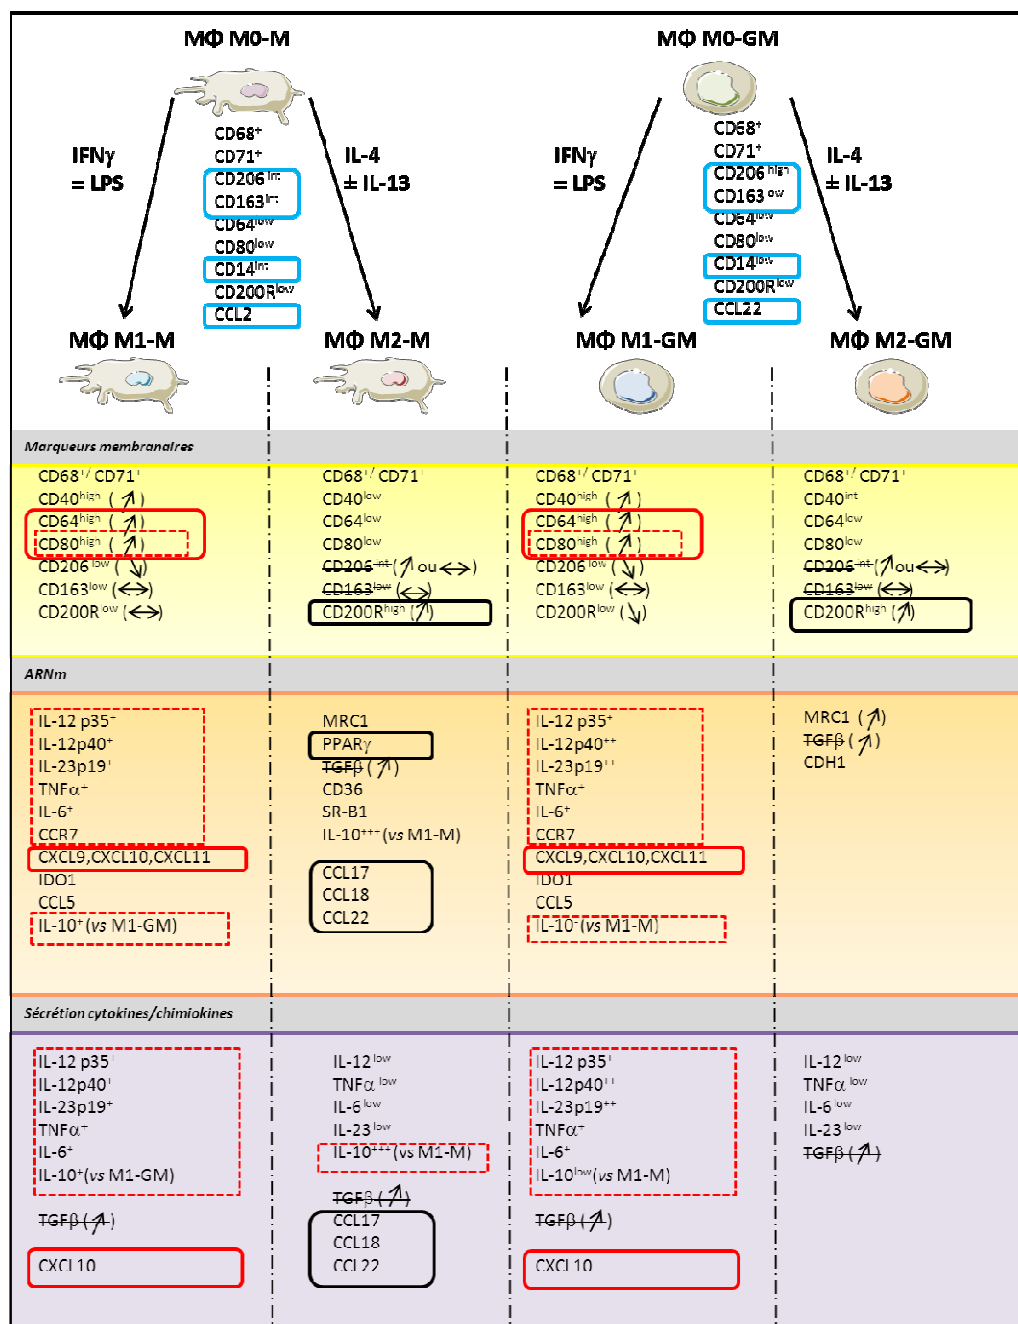 MΦ M0-M
MΦ M0-GM
IFNγ
= LPS
CD68⁺
CD71⁺
CD206ⁱⁿᵗ
CD163ⁱⁿᵗ
CD64ˡᵒʷ
CD80ˡᵒʷ
CD14ⁱⁿᵗ
CD200Rˡᵒʷ
CCL2
IL-4
± IL-13
IFNγ
= LPS
CD68⁺
CD71⁺
CD206ʰⁱᵍʰ
CD163ˡᵒʷ
CD64ˡᵒʷ
CD80ˡᵒʷ
CD14ˡᵒʷ
CD200Rˡᵒʷ
CCL22
IL-4
± IL-13
MΦ M1-M
MΦ M2-M
MΦ M1-GM
MΦ M2-GM
Marqueurs membranaires
CD68⁺/ CD71⁺
CD40ʰⁱᵍʰ (↗)
CD64ʰⁱᵍʰ (↗)
CD80ʰⁱᵍʰ (↗)
CD206ˡᵒʷ (↘)
CD163ˡᵒʷ (↔)
CD200Rˡᵒʷ (↔)
CD68⁺/ CD71⁺
CD40ˡᵒʷ
CD64ˡᵒʷ
CD80ˡᵒʷ
CD206ⁱⁿᵗ (↗ ou ↔)
CD163ˡᵒʷ (↔)
CD200Rʰⁱᵍʰ (↗)
CD68⁺/ CD71⁺
CD40ʰⁱᵍʰ (↗)
CD64ʰⁱᵍʰ (↗)
CD80ʰⁱᵍʰ (↗)
CD206ˡᵒʷ (↘)
CD163ˡᵒʷ (↔)
CD200Rˡᵒʷ (↘)
CD68⁺/ CD71⁺
CD40ⁱⁿᵗ
CD64ˡᵒʷ
CD80ˡᵒʷ
CD206ⁱⁿᵗ (↗ou ↔)
CD163ˡᵒʷ (↔)
CD200Rʰⁱᵍʰ (↗)
ARNm
IL-12 p35⁺
IL-12p40⁺
IL-23p19⁺
TNFα⁺
IL-6⁺
CCR7
CXCL9,CXCL10,CXCL11
IDO1
CCL5
IL-10⁺(vs M1-GM)
MRC1
PPARγ
TGFβ (↗)
CD36
SR-B1
IL-10⁺⁺⁺(vs M1-M)
CCL17
CCL18
CCL22
IL-12 p35⁺
IL-12p40⁺⁺
IL-23p19⁺⁺
TNFα⁺
IL-6⁺
CCR7
CXCL9,CXCL10,CXCL11
IDO1
CCL5
IL-10⁻(vs M1-M)
MRC1 (↗)
TGFβ (↗)
CDH1
Sécrétion cytokines/chimiokines
IL-12 p35⁺
IL-12p40⁺
IL-23p19⁺
TNFα⁺
IL-6⁺
IL-10⁺(vs M1-GM)
TGFβ (↗)
CXCL10
IL-12ˡᵒʷ
TNFαˡᵒʷ
IL-6ˡᵒʷ
IL-23ˡᵒʷ
IL-10⁺⁺⁺(vs M1-M)
TGFβ (↗)
CCL17
CCL18
CCL22
IL-12 p35⁺
IL-12p40⁺⁺
IL-23p19⁺⁺
TNFα⁺
IL-6⁺
IL-10ˡᵒʷ(vs M1-M)
TGFβ (↗)
CXCL10
IL-12ˡᵒʷ
TNFαˡᵒʷ
IL-6ˡᵒʷ
IL-23ˡᵒʷ
TGFβ (↗)